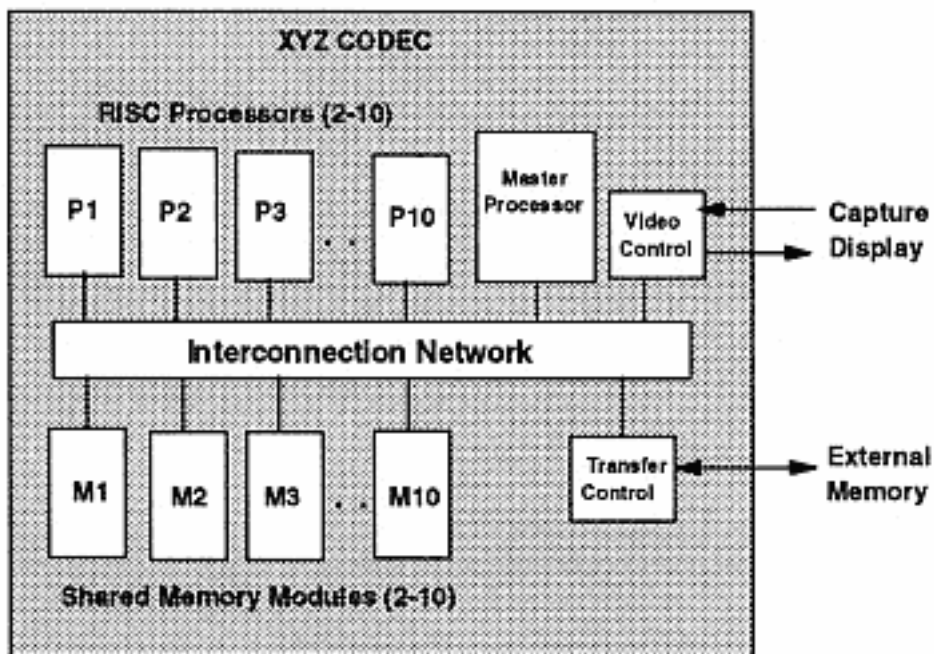 XYZ CODEC
RISC Processors (2-10)
P1
P2
P3
. .
P10
Master
Processor
Video
Control
Capture
Display
Interconnection Network
M1
M2
M3
. .
M10
Transfer
Control
External
Memory
Shared Memory Modules (2-10)